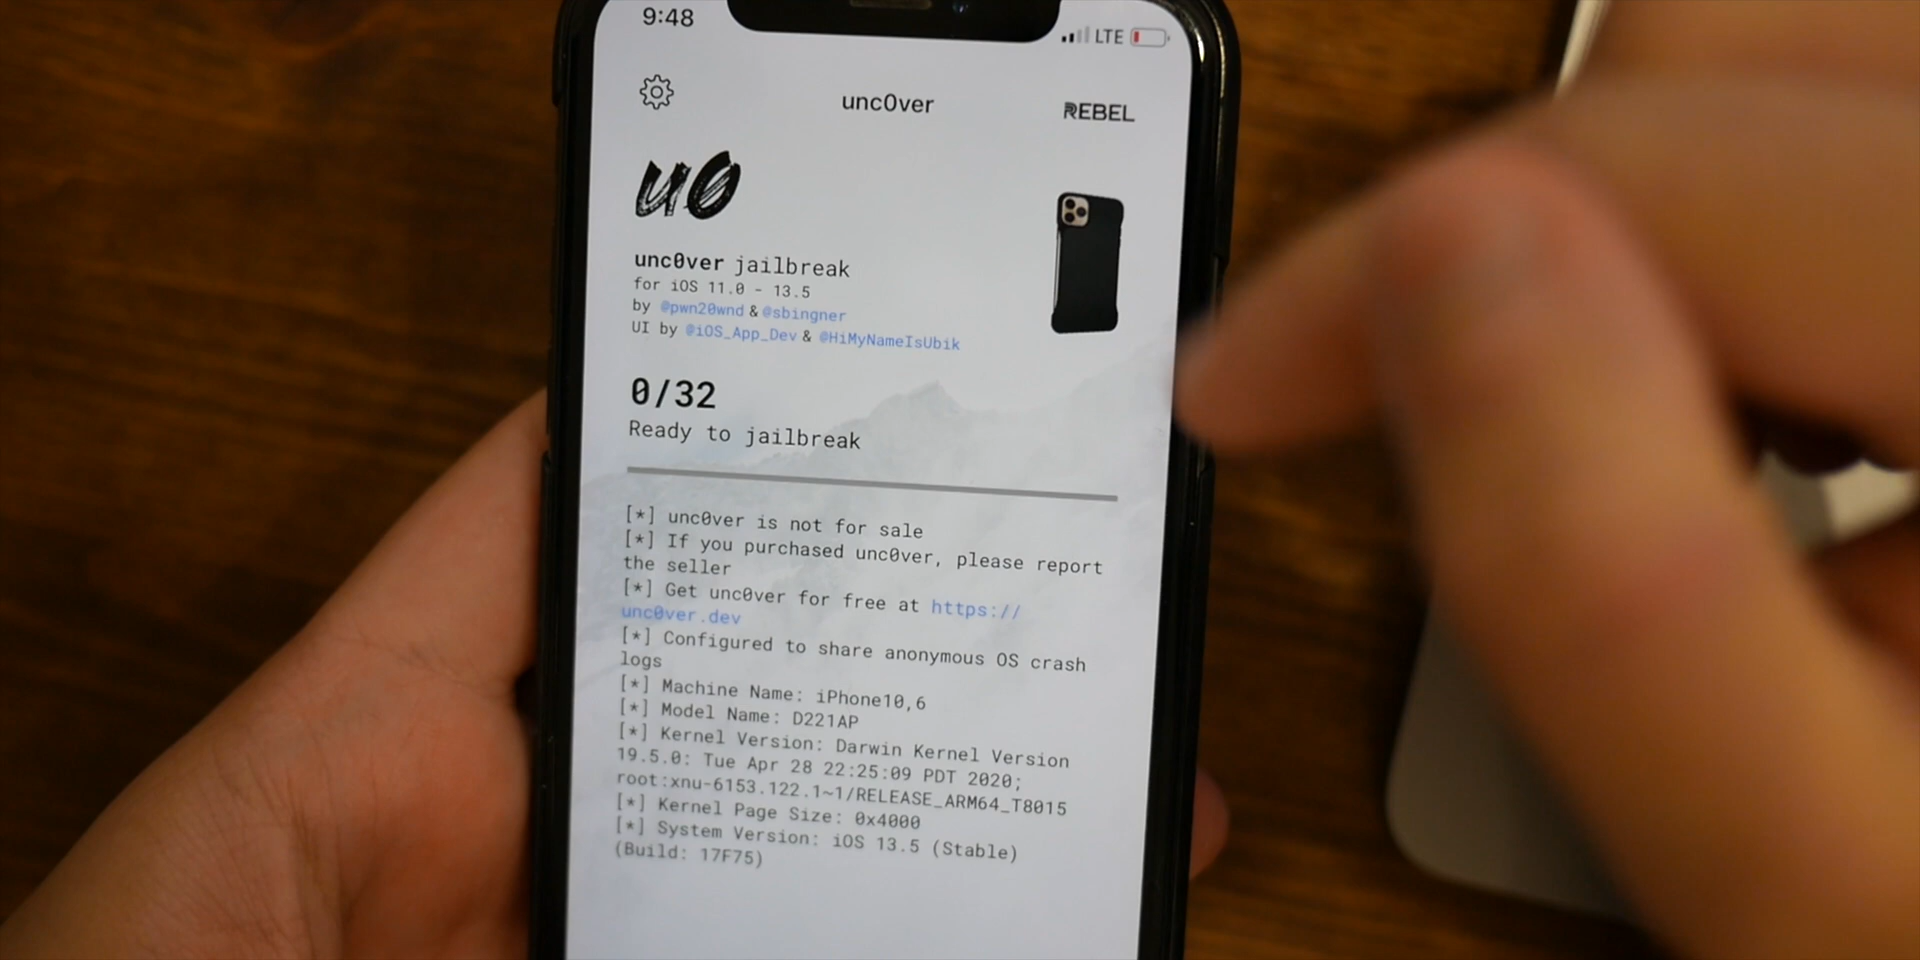 9:48
LTE
unc0ver
REBEL
u0
unc0ver jailbreak
for iOS 11.0 - 13.5
by @pwn20wnd & @sbingner
UI by @iOS_App_Dev & @HiMyNameIsUbik
0/32
Ready to jailbreak
[*] unc0ver is not for sale
[*] If you purchased unc0ver, please report
the seller
[*] Get unc0ver for free at https://
unc0ver.dev
[*] Configured to share anonymous OS crash
logs
[*] Machine Name: iPhone10,6
[*] Model Name: D221AP
[*] Kernel Version: Darwin Kernel Version
19.5.0: Tue Apr 28 22:25:09 PDT 2020;
root:xnu-6153.122.1~1/RELEASE_ARM64_T8015
[*] Kernel Page Size: 0x4000
[*] System Version: iOS 13.5 (Stable)
(Build: 17F75)